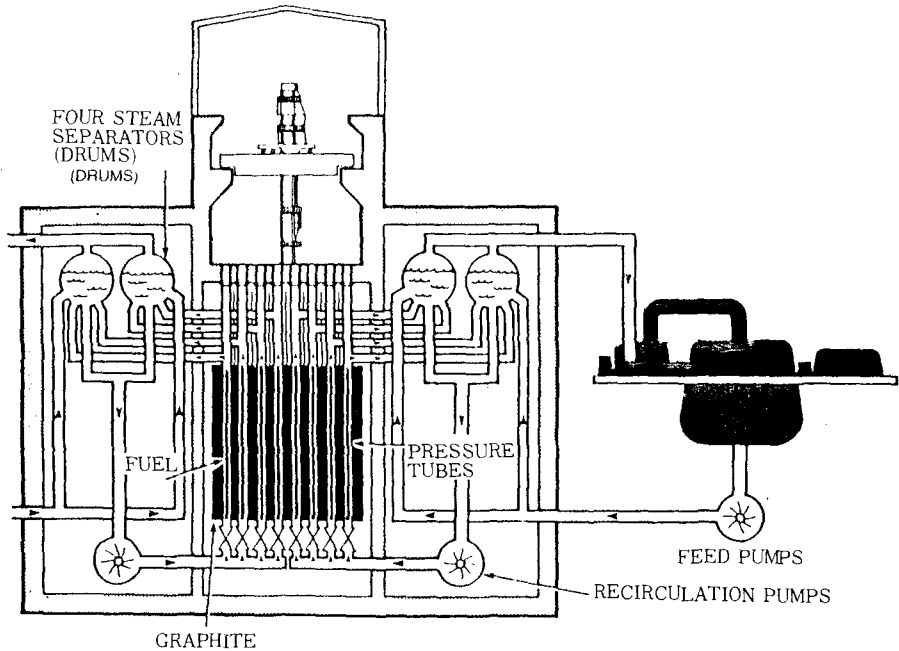 FOUR STEAM
SEPARATORS
(DRUMS)
(DRUMS)
FUEL
PRESSURE
TUBES
FEED PUMPS
RECIRCULATION PUMPS
GRAPHITE